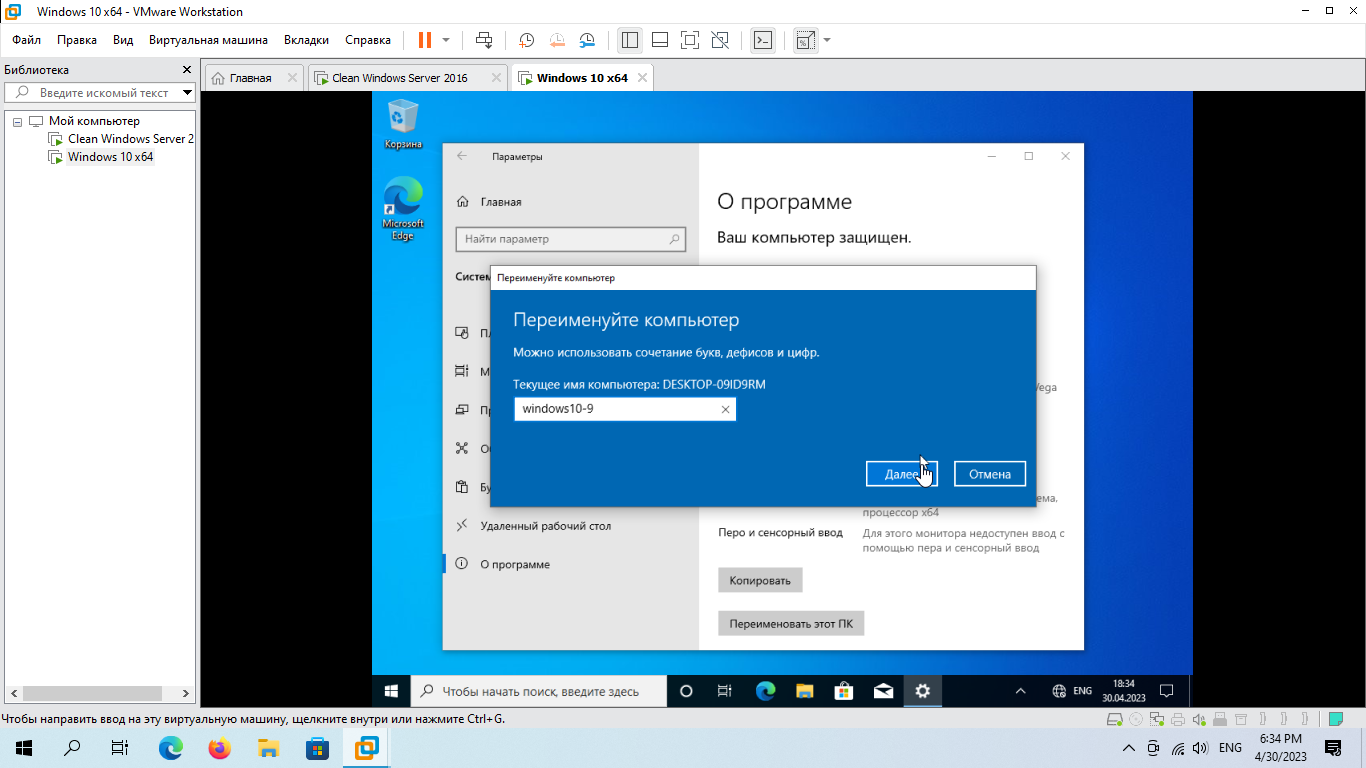 Windows 10 x64 - VMware Workstation
Файл Правка Вид Виртуальная машина Вкладки Справка
Библиотека
Введите искомый текст
Мой компьютер
Clean Windows Server 2
Windows 10 x64
Главная
Clean Windows Server 2016
Windows 10 x64
Корзина
Microsoft
Edge
Параметры
Главная
Найти параметр
Систем
О программе
Ваш компьютер защищен.
Переименуйте компьютер
Переименуйте компьютер
Можно использовать сочетание букв, дефисов и цифр.
Текущее имя компьютера: DESKTOP-09ID9RM
windows10-9
Далее
Отмена
Vega
П
М
П
О
Бу
Удаленный рабочий стол
О программе
ема,
процессор x64
Перо и сенсорный ввод
Для этого монитора недоступен ввод с
помощью пера и сенсорный ввод
Копировать
Переименовать этот ПК
Чтобы начать поиск, введите здесь
ENG
18:34
30.04.2023
Чтобы направить ввод на эту виртуальную машину, щелкните внутри или нажмите Ctrl+G.
ENG
6:34 PM
4/30/2023